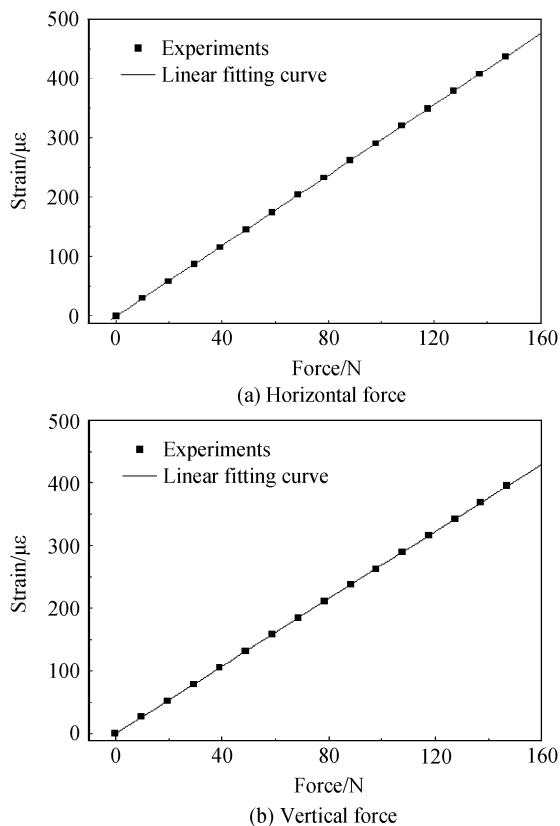 500
400
300
200
100
0
Strain/με
■ Experiments
— Linear fitting curve
0 40 80 120 160
Force/N
(a) Horizontal force
500
400
300
200
100
0
Strain/με
■ Experiments
— Linear fitting curve
0 40 80 120 160
Force/N
(b) Vertical force